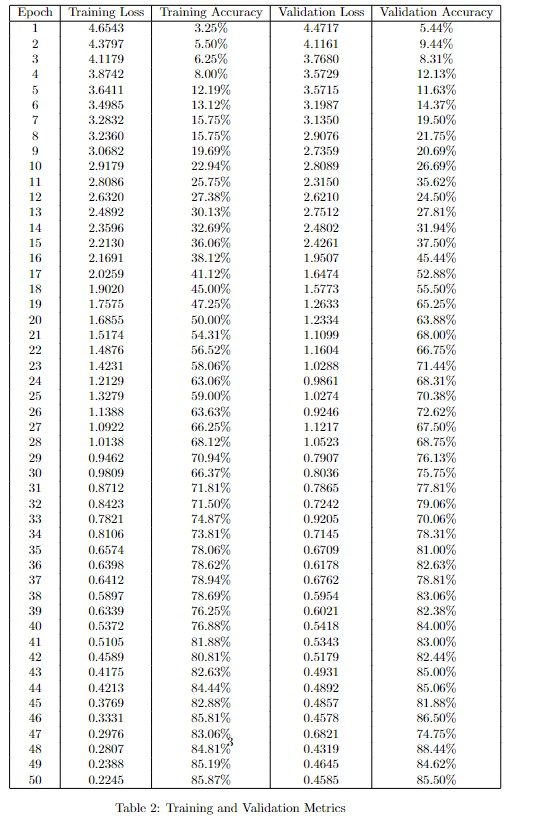 Epoch Training Loss Training Accuracy Validation Loss Validation Accuracy
1 4.6543 3.25% 4.4717 5.44%
2 4.3797 5.50% 4.1161 9.44%
3 4.1179 6.25% 3.7680 8.31%
4 3.8742 8.00% 3.5729 12.13%
5 3.6411 12.19% 3.5715 11.63%
6 3.4985 13.12% 3.1987 14.37%
7 3.2832 15.75% 3.1350 19.50%
8 3.2360 15.75% 2.9076 21.75%
9 3.0682 19.69% 2.7359 20.69%
10 2.9179 22.94% 2.8089 26.69%
11 2.8086 25.75% 2.3150 35.62%
12 2.6320 27.38% 2.6210 24.50%
13 2.4892 30.13% 2.7512 27.81%
14 2.3596 32.69% 2.4802 31.94%
15 2.2130 36.06% 2.4261 37.50%
16 2.1691 38.12% 1.9507 45.44%
17 2.0259 41.12% 1.6474 52.88%
18 1.9020 45.00% 1.5773 55.50%
19 1.7575 47.25% 1.2633 65.25%
20 1.6855 50.00% 1.2334 63.88%
21 1.5174 54.31% 1.1099 68.00%
22 1.4876 56.52% 1.1604 66.75%
23 1.4231 58.06% 1.0288 71.44%
24 1.2129 63.06% 0.9861 68.31%
25 1.3279 59.00% 1.0274 70.38%
26 1.1388 63.63% 0.9246 72.62%
27 1.0922 66.25% 1.1217 67.50%
28 1.0138 68.12% 1.0523 68.75%
29 0.9462 70.94% 0.7907 76.13%
30 0.9809 66.37% 0.8036 75.75%
31 0.8712 71.81% 0.7865 77.81%
32 0.8423 71.50% 0.7242 79.06%
33 0.7821 74.87% 0.9205 70.06%
34 0.8106 73.81% 0.7145 78.31%
35 0.6574 78.06% 0.6709 81.00%
36 0.6398 78.62% 0.6178 82.63%
37 0.6412 78.94% 0.6762 78.81%
38 0.5897 78.69% 0.5954 83.06%
39 0.6339 76.25% 0.6021 82.38%
40 0.5372 76.88% 0.5418 84.00%
41 0.5105 81.88% 0.5343 83.00%
42 0.4589 80.81% 0.5179 82.44%
43 0.4175 82.63% 0.4931 85.00%
44 0.4213 84.44% 0.4892 85.06%
45 0.3769 82.88% 0.4857 81.88%
46 0.3331 85.81% 0.4578 86.50%
47 0.2976 83.06% 0.6821 74.75%
3
48 0.2807 84.81% 0.4319 88.44%
49 0.2388 85.19% 0.4645 84.62%
50 0.2245 85.87% 0.4585 85.50%
Table 2: Training and Validation Metrics